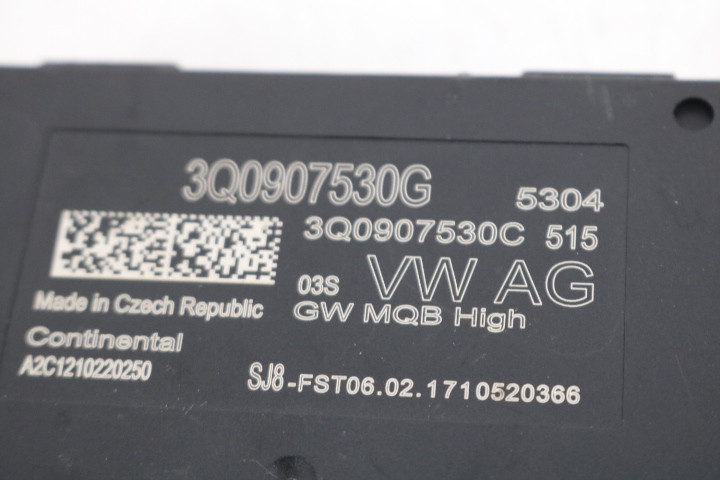 3Q0907530G 5304
3Q0907530C 515
03S VW AG
Made in Czech Republic GW MQB High
Continental
A2C1210220250
SJ8-FST06.02.1710520366